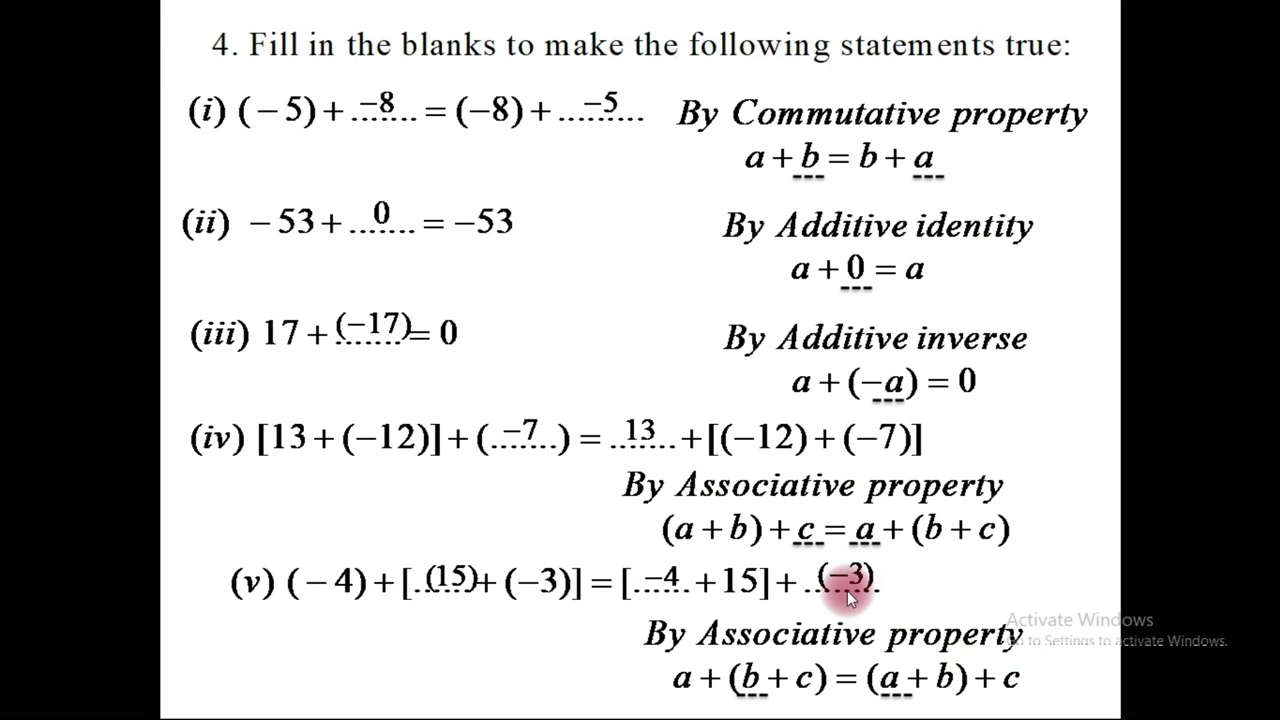 4. Fill in the blanks to make the following statements true:
(i) (−5) + ...−8... = (−8) + ...−5... By Commutative property
a + b = b + a
(ii) −53 + ...0... = −53 By Additive identity
a + 0 = a
(iii) 17 + (−17) = 0 By Additive inverse
a + (−a) = 0
(iv) [13 + (−12)] + (...−7...) = ...13... + [(−12) + (−7)]
By Associative property
(a + b) + c = a + (b + c)
(v) (−4) + [...(15)... + (−3)] = [...−4... + 15] + ...(−3)...
By Associative property
a + (b + c) = (a + b) + c
Activate Windows
Go to Settings to activate Windows.